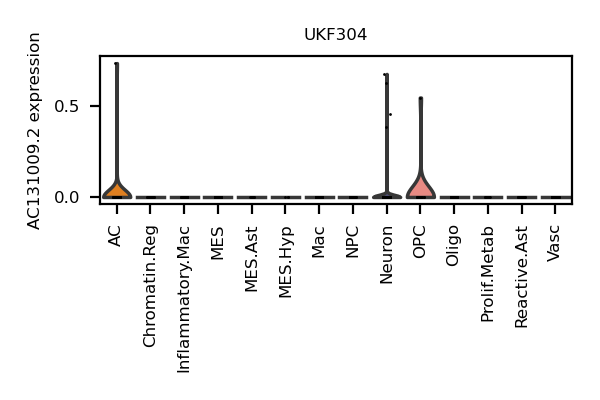 UKF304
AC131009.2 expression
0.5
0.0
AC
Chromatin.Reg
Inflammatory.Mac
MES
MES.Ast
MES.Hyp
Mac
NPC
Neuron
OPC
Oligo
Prolif.Metab
Reactive.Ast
Vasc